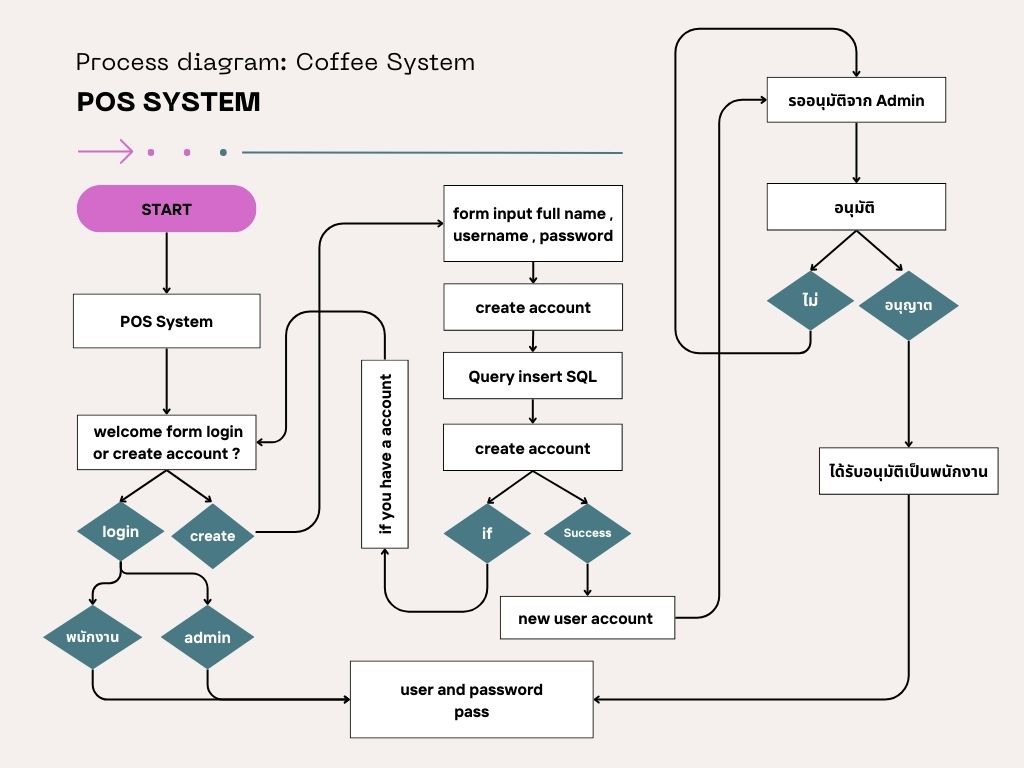 Process diagram: Coffee System
POS SYSTEM
START
POS System
welcome form login
or create account ?
login
create
พนักงาน
admin
form input full name ,
username , password
create account
Query insert SQL
create account
if
Success
if you have a account
new user account
user and password
pass
รออนุมัติจาก Admin
อนุมัติ
ไม่
อนุญาต
ได้รับอนุมัติเป็นพนักงาน